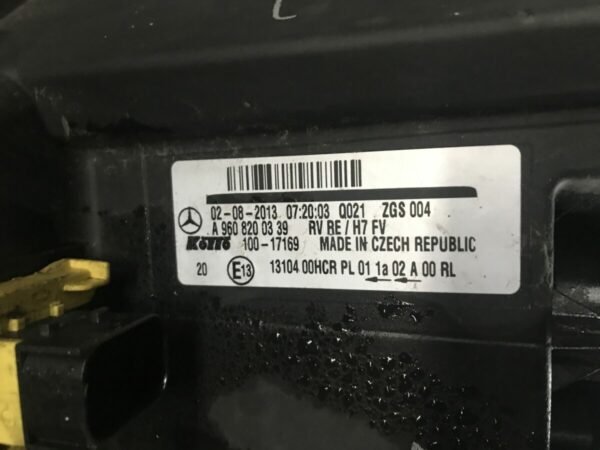 02-08-2013 07:20:03 Q021 ZGS 004
A 960 820 03 39 RV RE / H7 FV
100-17169 MADE IN CZECH REPUBLIC
20 E13 13104 00HCR PL 01 1a 02 A 00 RL